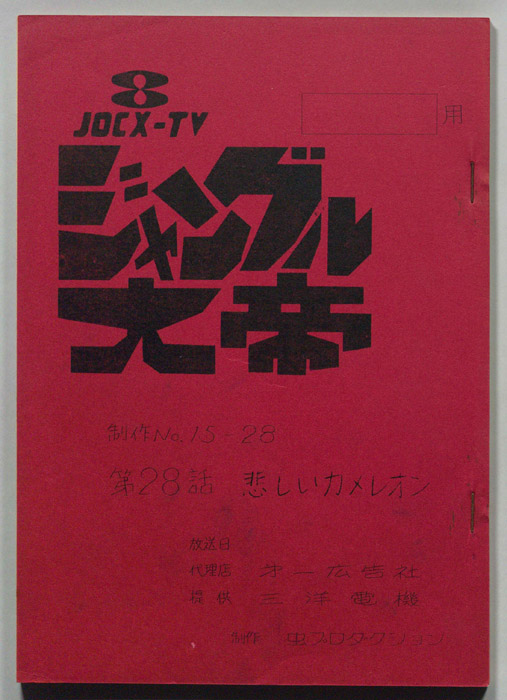 8
JOCX-TV
用
ジャングル
大帝
制作No.15-28
第28話 悲しいカメレオン
放送日
代理店 才一広告社
提供 三洋電機
制作 虫プロダクション